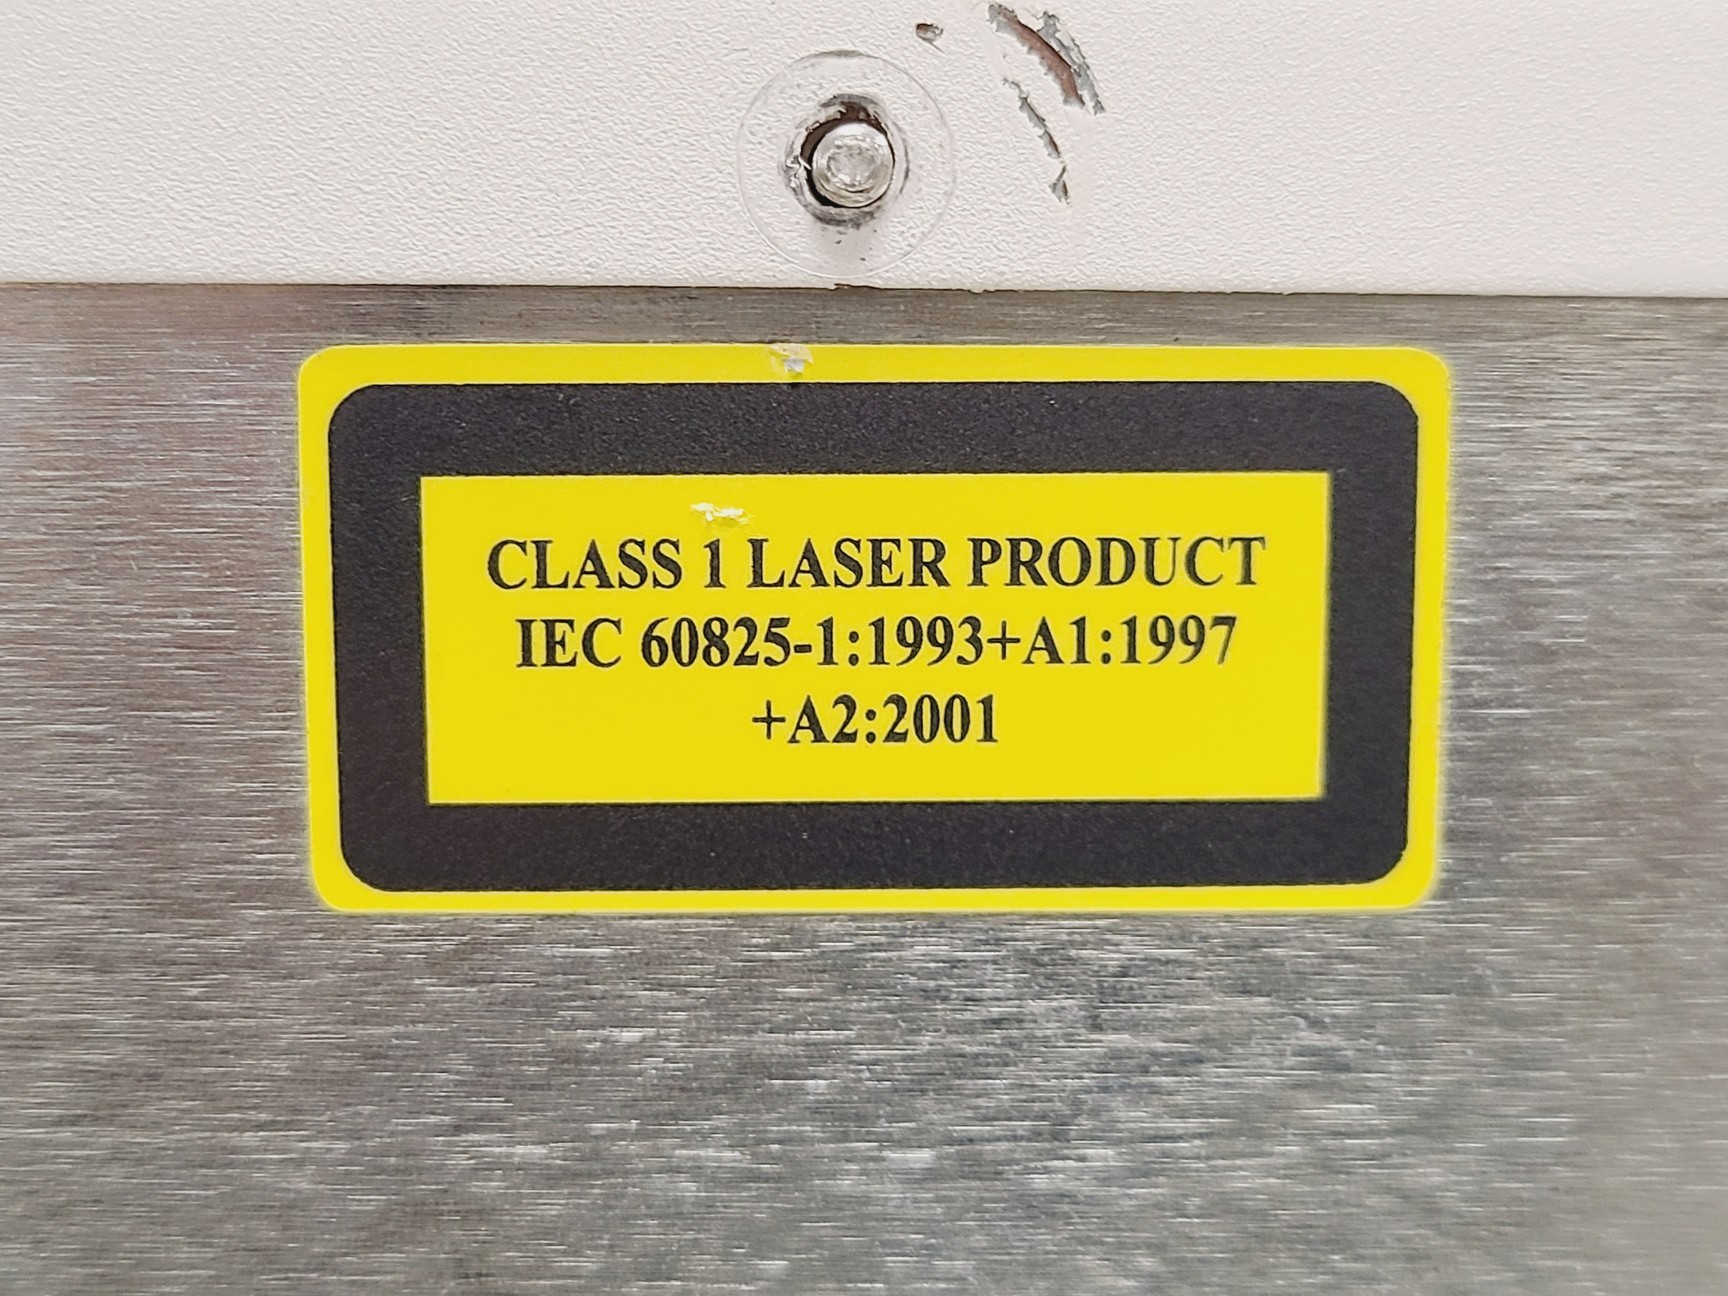 CLASS 1 LASER PRODUCT
IEC 60825-1:1993+A1:1997
+A2:2001